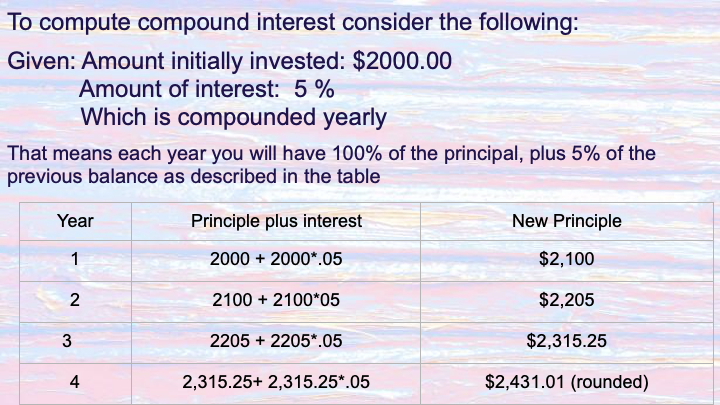 To compute compound interest consider the following:
Given: Amount initially invested: $2000.00
Amount of interest: 5 %
Which is compounded yearly
That means each year you will have 100% of the principal, plus 5% of the
previous balance as described in the table
Year Principle plus interest New Principle
1 2000 + 2000*.05 $2,100
2 2100 + 2100*05 $2,205
3 2205 + 2205*.05 $2,315.25
4 2,315.25+ 2,315.25*.05 $2,431.01 (rounded)